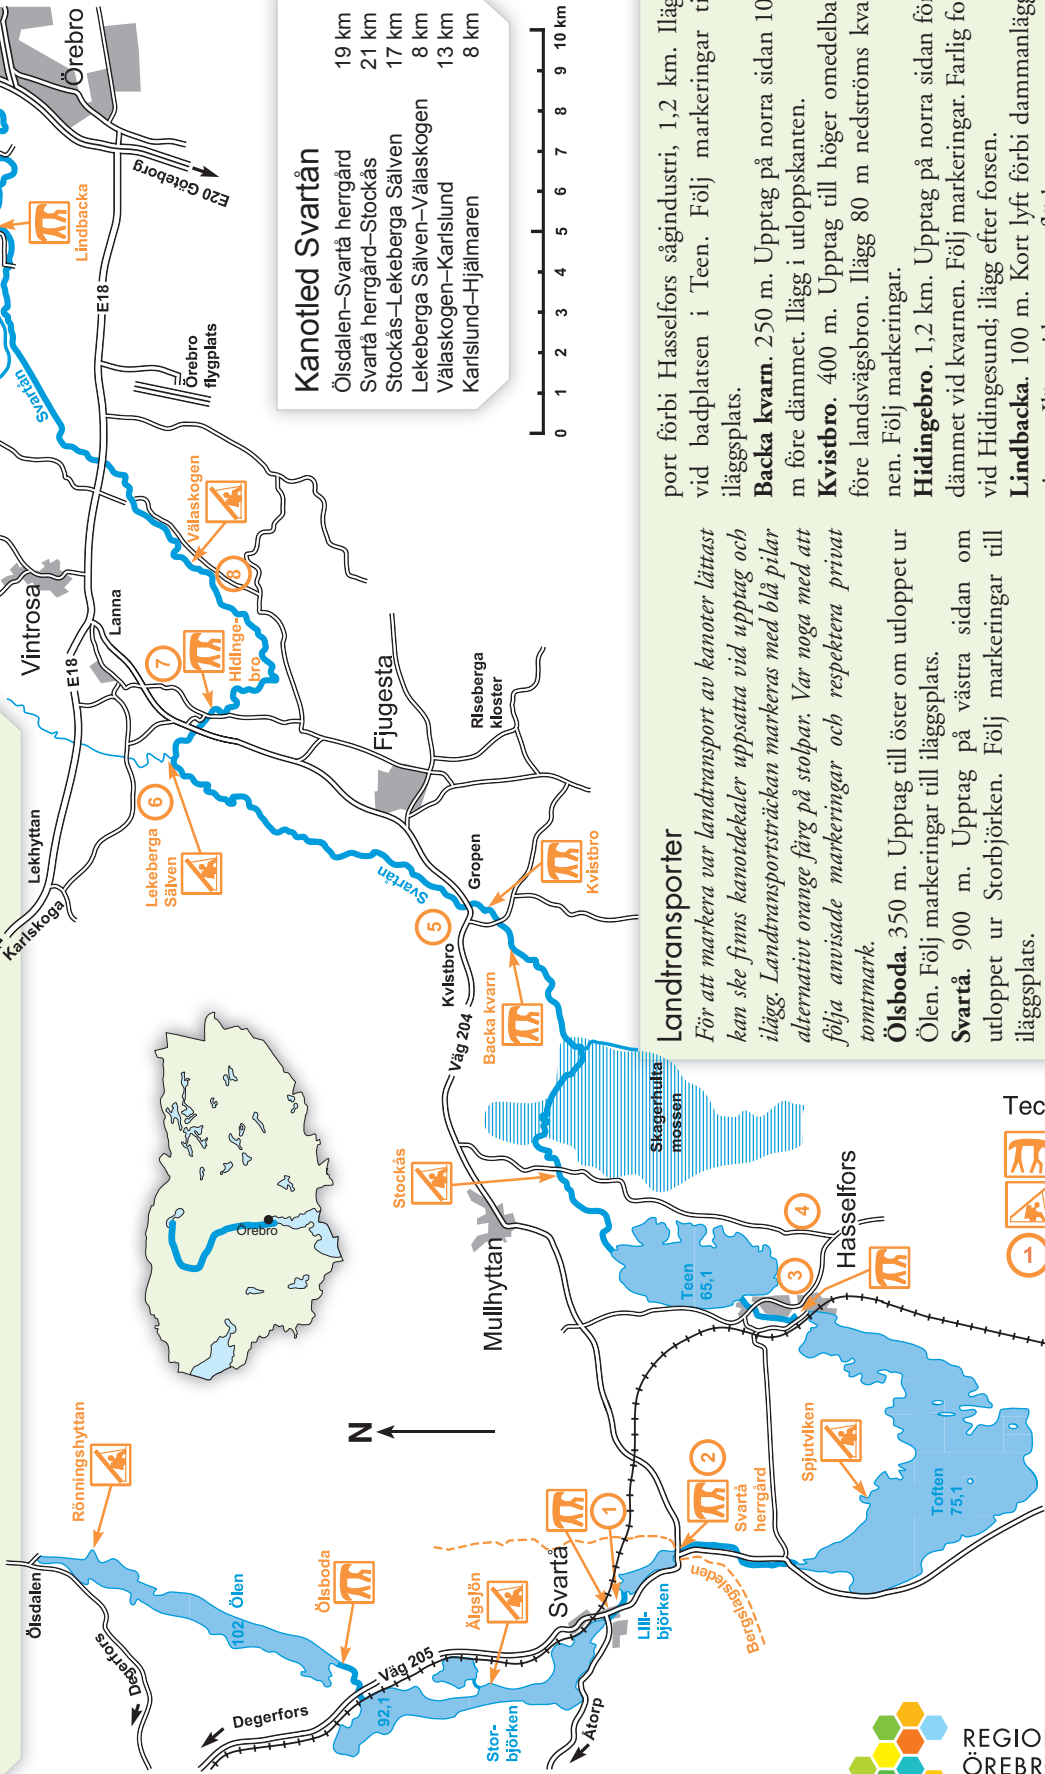 Örebro
Lindbacka
E20 Göteborg
E18
Svartån
Örebro
flygplats
Vintrosa
Lanna
E18
Välaskogen
8
7
Hidinge-
bro
Lekhyttan
Karlskoga
6
Lekeberga
Sälven
Fjugesta
Riseberga
kloster
Svartån
Gropen
Kvistbro
5
Kvistbro
Väg 204
Backa kvarn
Skagerhulta
mossen
Stockås
Mullhyttan
Teen
65,1
4
3
Hasselfors
Örebro
N
Rönningshyttan
Ölsdalen
Ölen
102
Degerfors
Ölsboda
Väg 205
Degerfors
92,1
Älgsjön
Stor-
björken
Åtorp
Svartå
1
Lill-
björken
2
Svartå
herrgård
Bergslagsleden
Spjutviken
Toften
75,1
Kanotled Svartån
Ölsdalen–Svartå herrgård 19 km
Svartå herrgård–Stockås 21 km
Stockås–Lekeberga Sälven 17 km
Lekeberga Sälven–Välaskogen 8 km
Välaskogen–Karlslund 13 km
Karlslund–Hjälmaren 8 km
0 1 2 3 4 5 6 7 8 9 10 km
Landtransporter
För att markera var landtransport av kanoter lättast
kan ske finns kanotdekaler uppsatta vid upptag och
ilägg. Landtransportsträckan markeras med blå pilar
alternativt orange färg på stolpar. Var noga med att
följa anvisade markeringar och respektera privat
tomtmark.
Ölsboda. 350 m. Upptag till öster om utloppet ur
Ölen. Följ markeringar till iläggsplats.
Svartå. 900 m. Upptag på västra sidan om
utloppet ur Storbjörken. Följ markeringar till
iläggsplats.
port förbi Hasselfors sågindustri, 1,2 km. Iläg
vid badplatsen i Teen. Följ markeringar ti
iläggsplats.
Backa kvarn. 250 m. Upptag på norra sidan 10
m före dämmet. Ilägg i utloppskanten.
Kvistbro. 400 m. Upptag till höger omedelba
före landsvägsbron. Ilägg 80 m nedströms kva
nen. Följ markeringar.
Hidingebro. 1,2 km. Upptag på norra sidan för
dämmet vid kvarnen. Följ markeringar. Farlig fo
vid Hidingesund; ilägg efter forsen.
Lindbacka. 100 m. Kort lyft förbi dammanlägg
Tec
1
REGIO
ÖREBR